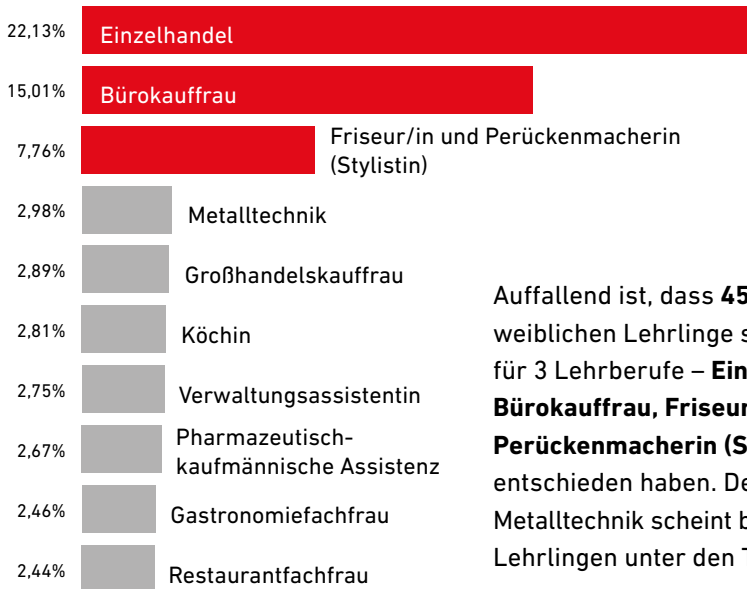 22,13% Einzelhandel
15,01% Bürokauffrau
7,76% Friseur/in und Perückenmacherin
(Stylistin)
2,98% Metalltechnik
2,89% Großhandelskauffrau
2,81% Köchin
2,75% Verwaltungsassistentin
2,67% Pharmazeutisch-
kaufmännische Assistenz
2,46% Gastronomiefachfrau
2,44% Restaurantfachfrau
Auffallend ist, dass 45
weiblichen Lehrlinge
für 3 Lehrberufe –
Bürokauffrau,
Perückenmacherin
entschieden haben.
Metalltechnik scheint
Lehrlingen unter den